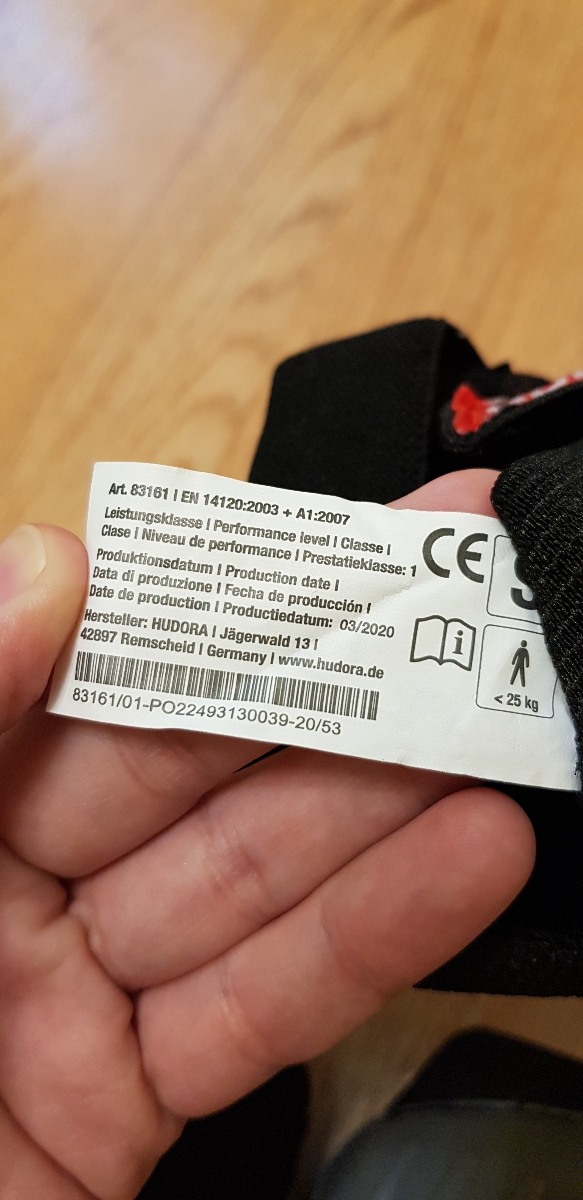 Art. 83161 | EN 14120:2003 + A1:2007
Leistungsklasse | Performance level | Classe |
Clase | Niveau de performance | Prestatieklasse: 1
Produktionsdatum | Production date |
Data di produzione | Fecha de producción |
Date de production | Productiedatum: 03/2020
Hersteller: HUDORA | Jägerwald 13 |
42897 Remscheid | Germany | www.hudora.de
83161/01-PO22493130039-20/53
CE
S
i
< 25 kg